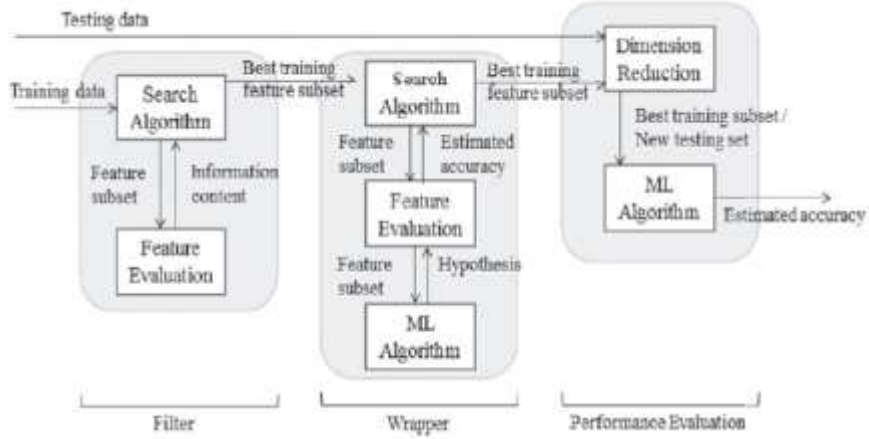 Testing data
Training data
Search
Algorithm
Feature
subset
Information
content
Feature
Evaluation
Best training
feature subset
Search
Algorithm
Feature
subset
Estimated
accuracy
Feature
Evaluation
Feature
subset
Hypothesis
ML
Algorithm
Best training
feature subset
Dimension
Reduction
Best training subset /
New testing set
ML
Algorithm
Estimated accuracy
Filter
Wrapper
Performance Evaluation